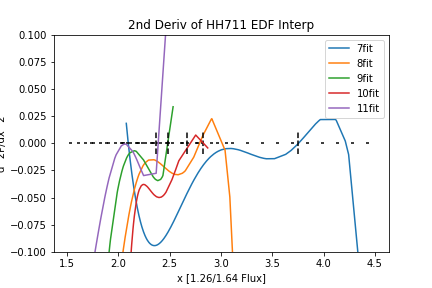 2nd Deriv of HH711 EDF Interp
0.100
0.075
0.050
0.025
0.000
−0.025
−0.050
−0.075
−0.100
7fit
8fit
9fit
10fit
11fit
1.5 2.0 2.5 3.0 3.5 4.0 4.5
x [1.26/1.64 Flux]